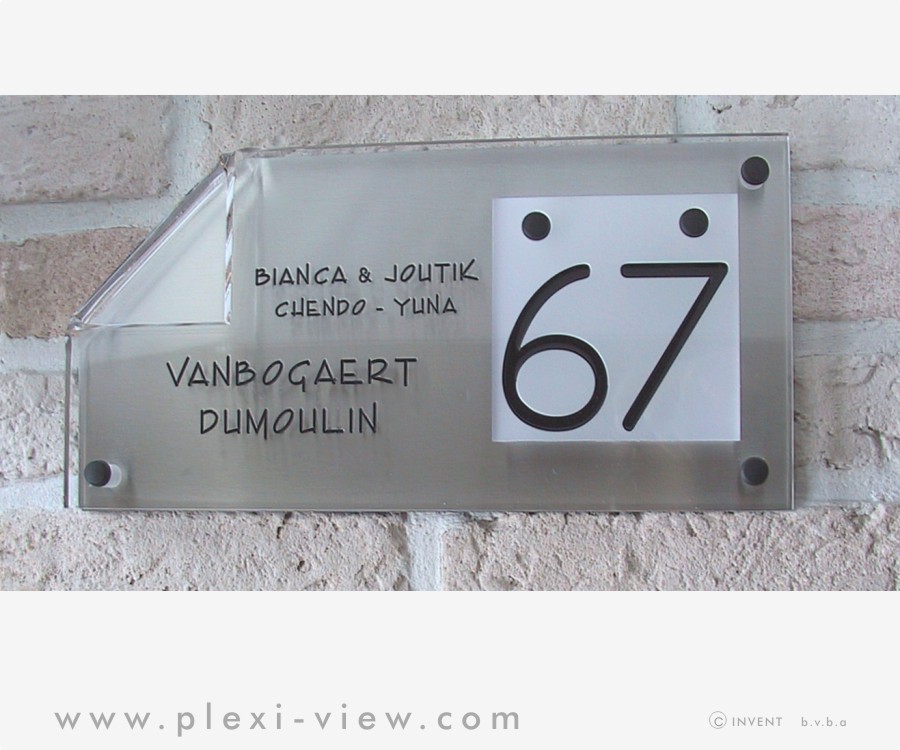 BIANCA & JOUTIK
CHENDO - YUNA
VANBOGAERT
DUMOULIN
67
www.plexi-view.com
© INVENT b.v.b.a